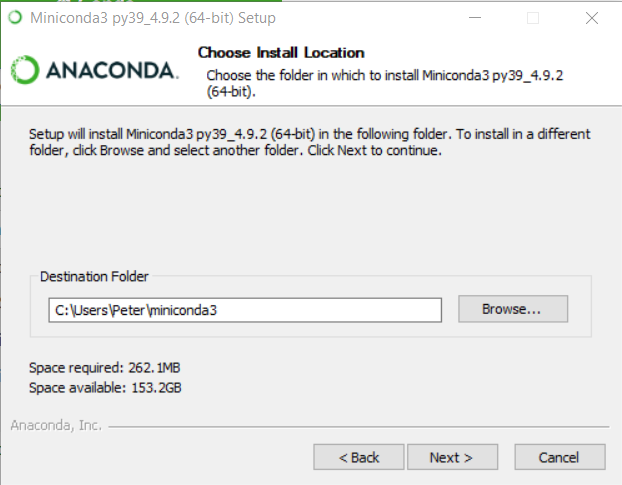 Miniconda3 py39_4.9.2 (64-bit) Setup
ANACONDA.
Choose Install Location
Choose the folder in which to install Miniconda3 py39_4.9.2
(64-bit).
Setup will install Miniconda3 py39_4.9.2 (64-bit) in the following folder. To install in a different
folder, click Browse and select another folder. Click Next to continue.
Destination Folder
C:\Users\Peter\miniconda3
Browse...
Space required: 262.1MB
Space available: 153.2GB
Anaconda, Inc.
< Back
Next >
Cancel